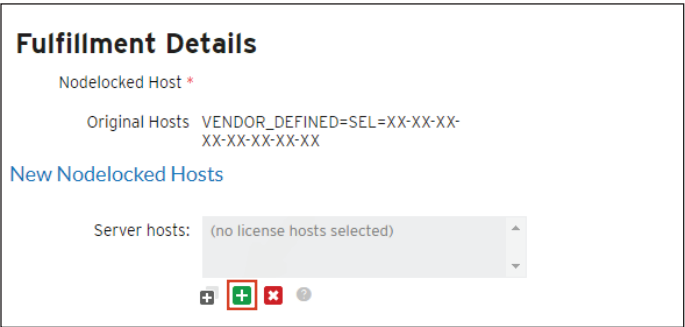 Fulfillment Details
Nodelocked Host *
Original Hosts VENDOR_DEFINED=SEL=XX-XX-XX-
XX-XX-XX-XX-XX
New Nodelocked Hosts
Server hosts: (no license hosts selected)